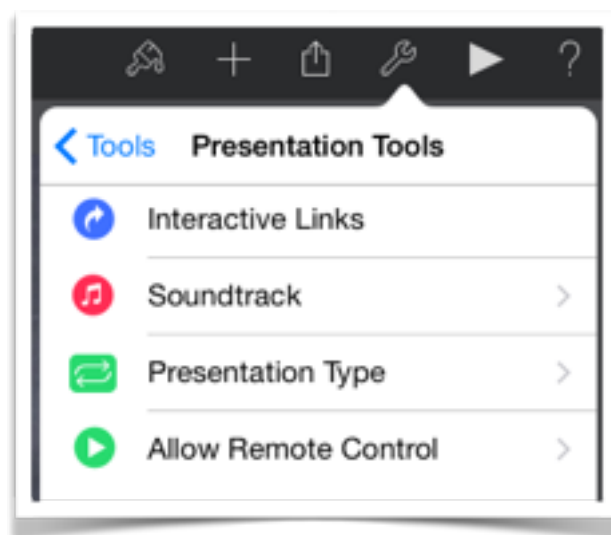 ?
Tools Presentation Tools
Interactive Links
Soundtrack
Presentation Type
Allow Remote Control